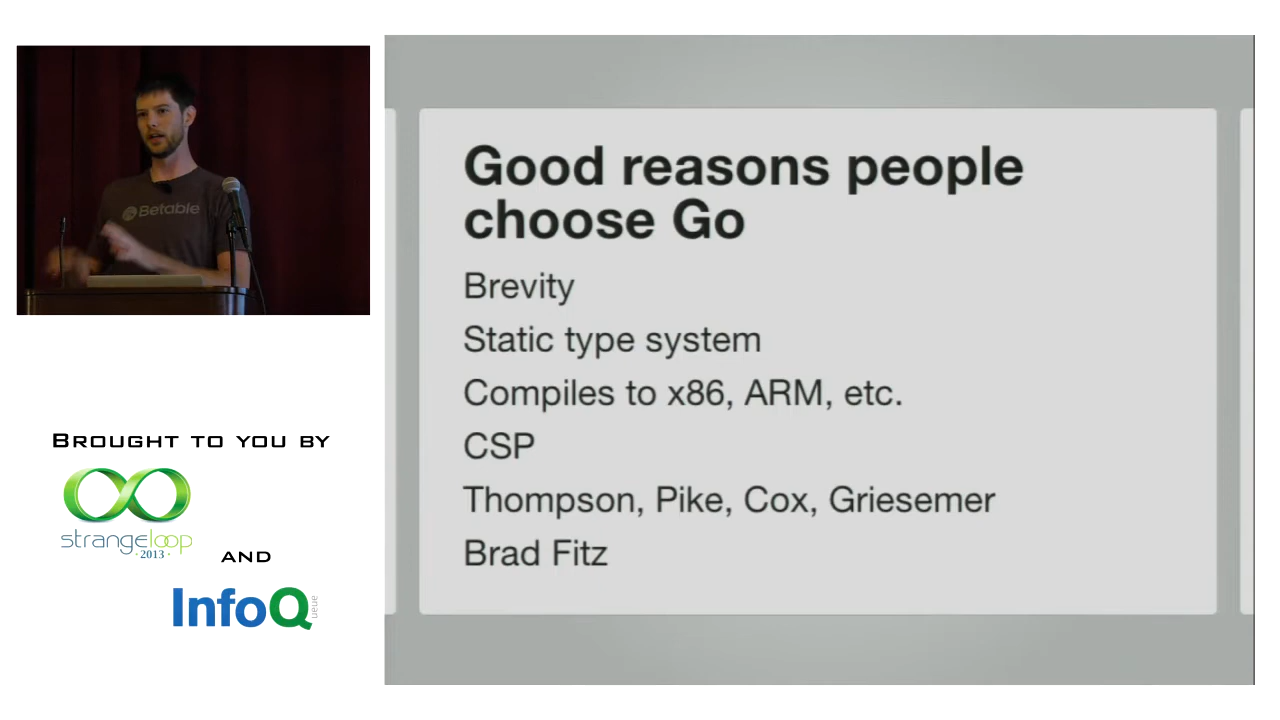 Betable
Good reasons people
choose Go
Brevity
Static type system
Compiles to x86, ARM, etc.
CSP
Thompson, Pike, Cox, Griesemer
Brad Fitz
BROUGHT TO YOU BY
strangeloop
· 2013 ·
AND
InfoQ
ueue